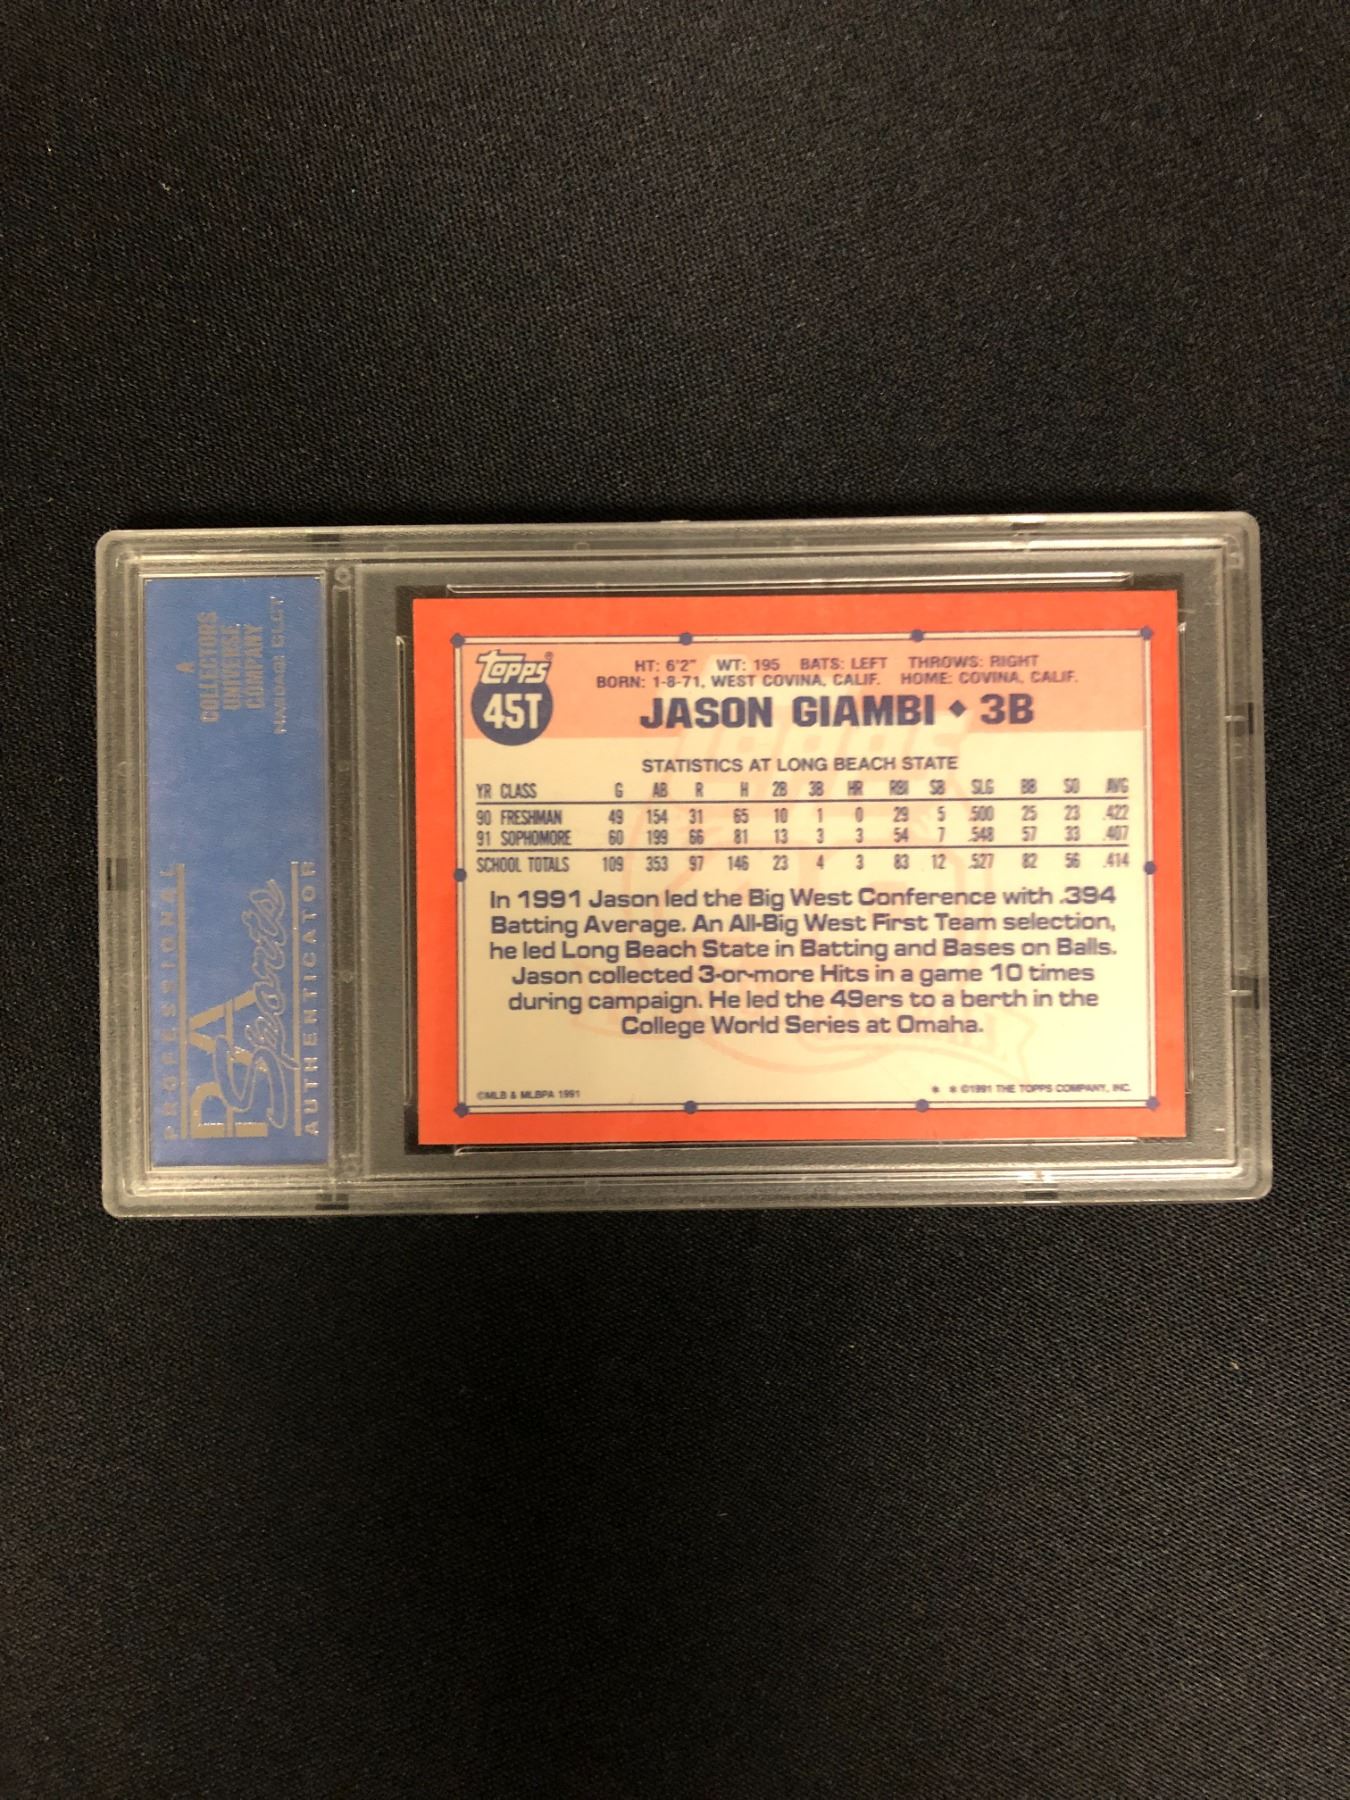 A
COLLECTORS
UNIVERSE
COMPANY
NASDAQ: CLCT
PROFESSIONAL
PSA
Sports
AUTHENTICATOR
Topps®
45T
HT: 6'2" WT: 195 BATS: LEFT THROWS: RIGHT
BORN: 1-8-71, WEST COVINA, CALIF. HOME: COVINA, CALIF.
JASON GIAMBI ♦ 3B
STATISTICS AT LONG BEACH STATE
YR CLASS G AB R H 2B 3B HR RBI SB SLG BB SO AVG
90 FRESHMAN 49 154 31 65 10 1 0 29 5 .500 25 23 .422
91 SOPHOMORE 60 199 66 81 13 3 3 54 7 .548 57 33 .407
SCHOOL TOTALS 109 353 97 146 23 4 3 83 12 .527 82 56 .414
In 1991 Jason led the Big West Conference with .394
Batting Average. An All-Big West First Team selection,
he led Long Beach State in Batting and Bases on Balls.
Jason collected 3-or-more Hits in a game 10 times
during campaign. He led the 49ers to a berth in the
College World Series at Omaha.
©MLB & MLBPA 1991
* * ©1991 THE TOPPS COMPANY, INC.